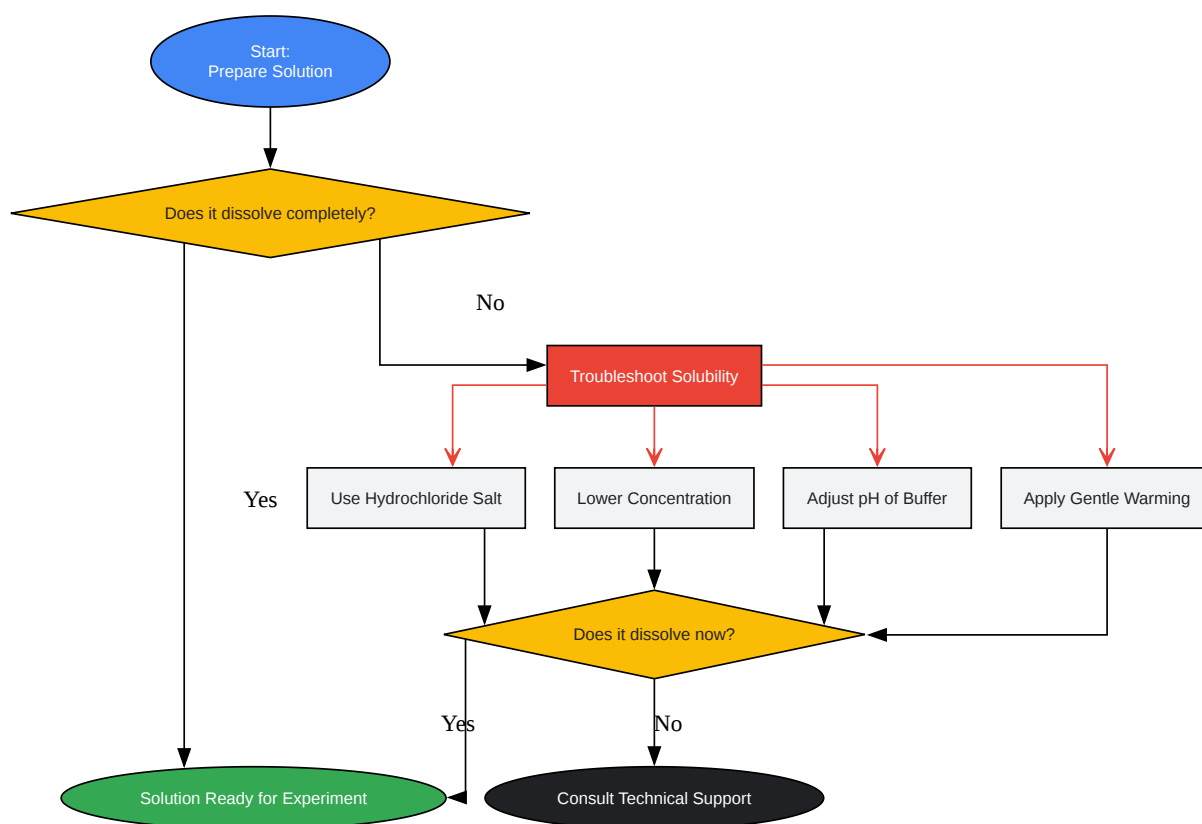 Start:
Prepare Solution
Does it dissolve completely?
No
Troubleshoot Solubility
Yes
Use Hydrochloride Salt
Lower Concentration
Adjust pH of Buffer
Apply Gentle Warming
Does it dissolve now?
Yes
No
Solution Ready for Experiment
Consult Technical Support